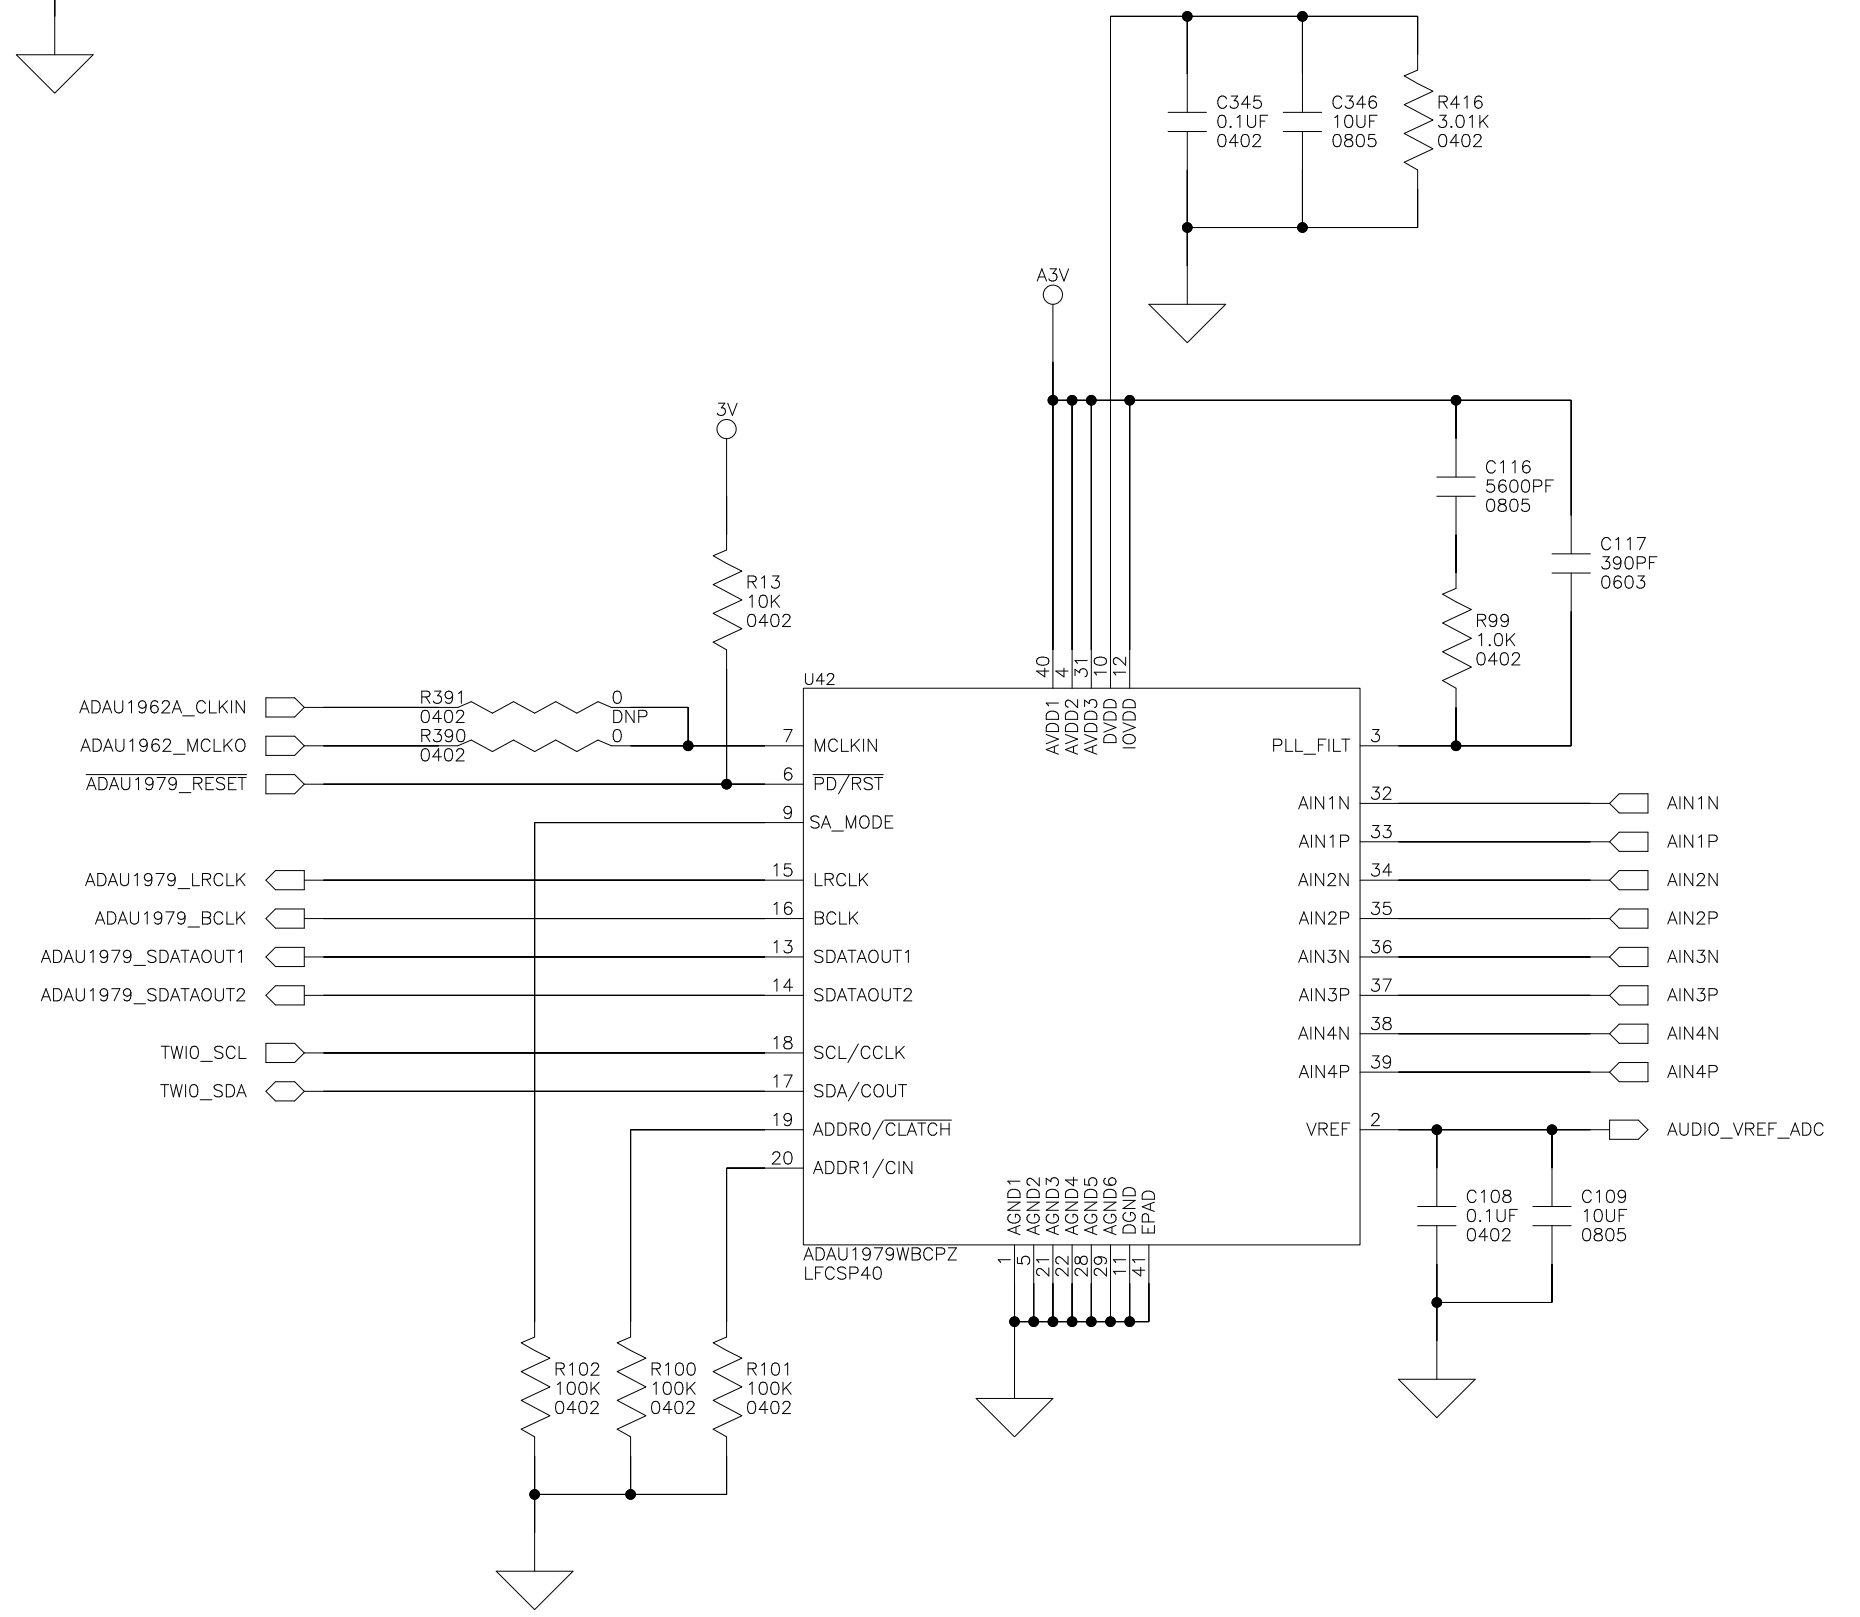 C345
0.1UF
0402
C346
10UF
0805
R416
3.01K
0402
A3V
3V
C116
5600PF
0805
C117
390PF
0603
R13
10K
0402
R99
1.0K
0402
40
4
31
10
12
U42
ADAU1962A_CLKIN
R391
0402
0
DNP
ADAU1962_MCLKO
R390
0402
0
7
MCLKIN
ADAU1979_RESET
6
PD/RST
9
SA_MODE
AVDD1
AVDD2
AVDD3
DVDD
IOVDD
PLL_FILT
3
ADAU1979_LRCLK
15
LRCLK
ADAU1979_BCLK
16
BCLK
ADAU1979_SDATAOUT1
13
SDATAOUT1
ADAU1979_SDATAOUT2
14
SDATAOUT2
TWI0_SCL
18
SCL/CCLK
TWI0_SDA
17
SDA/COUT
19
ADDR0/CLATCH
20
ADDR1/CIN
AIN1N
32
AIN1N
AIN1P
33
AIN1P
AIN2N
34
AIN2N
AIN2P
35
AIN2P
AIN3N
36
AIN3N
AIN3P
37
AIN3P
AIN4N
38
AIN4N
AIN4P
39
AIN4P
VREF
2
AUDIO_VREF_ADC
AGND1
AGND2
AGND3
AGND4
AGND5
AGND6
DGND
EPAD
C108
0.1UF
0402
C109
10UF
0805
ADAU1979WBCPZ
LFCSP40
1
5
21
22
28
29
11
41
R102
100K
0402
R100
100K
0402
R101
100K
0402